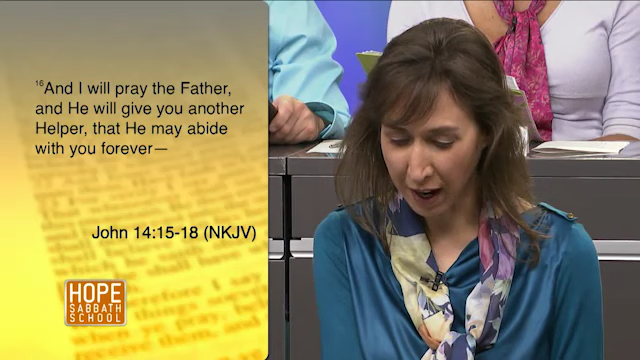 16And I will pray the Father,
and He will give you another
Helper, that He may abide
with you forever—
John 14:15-18 (NKJV)
HOPE
SABBATH
SCHOOL